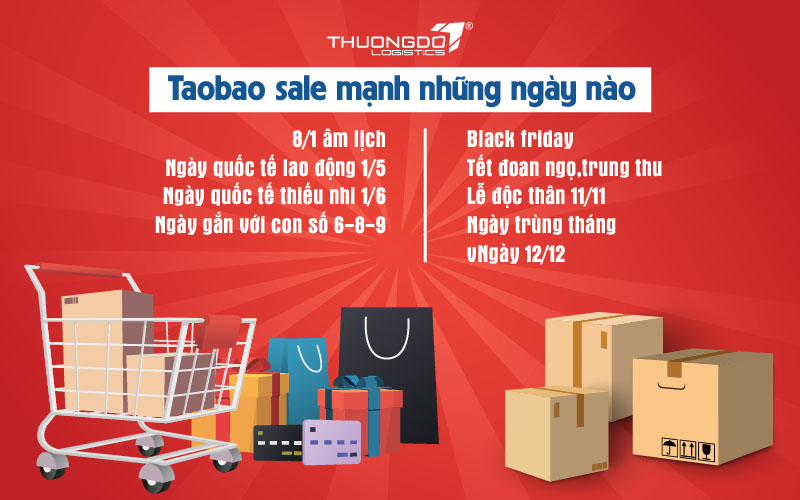 THUONGDO
LOGISTICS
®
Taobao sale mạnh những ngày nào
8/1 âm lịch
Ngày quốc tế lao động 1/5
Ngày quốc tế thiếu nhi 1/6
Ngày gắn với con số 6-8-9
Black friday
Tết đoan ngọ,trung thu
Lễ độc thân 11/11
Ngày trùng tháng
vNgày 12/12